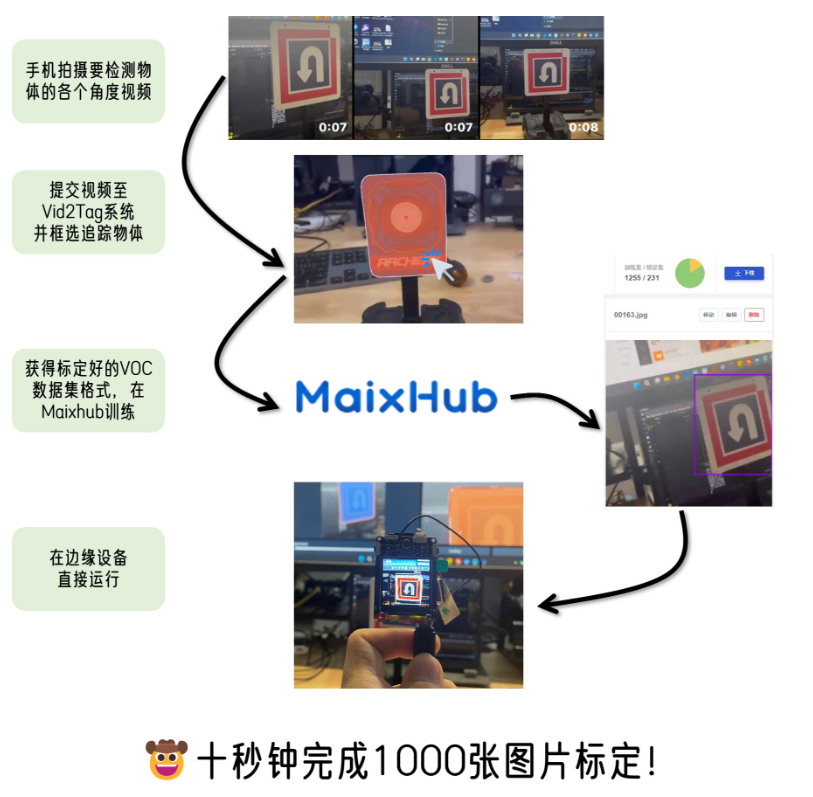 手机拍摄要检测物
体的各个角度视频
0:07
0:07
0:08
提交视频至
Vid2Tag系统
并框选追踪物体
训练集 / 验证集
1255 / 231
下载
00163.jpg
移动
编辑
删除
获得标定好的VOC
数据集格式，在
Maixhub训练
MaixHub
在边缘设备
直接运行
十秒钟完成1000张图片标定！